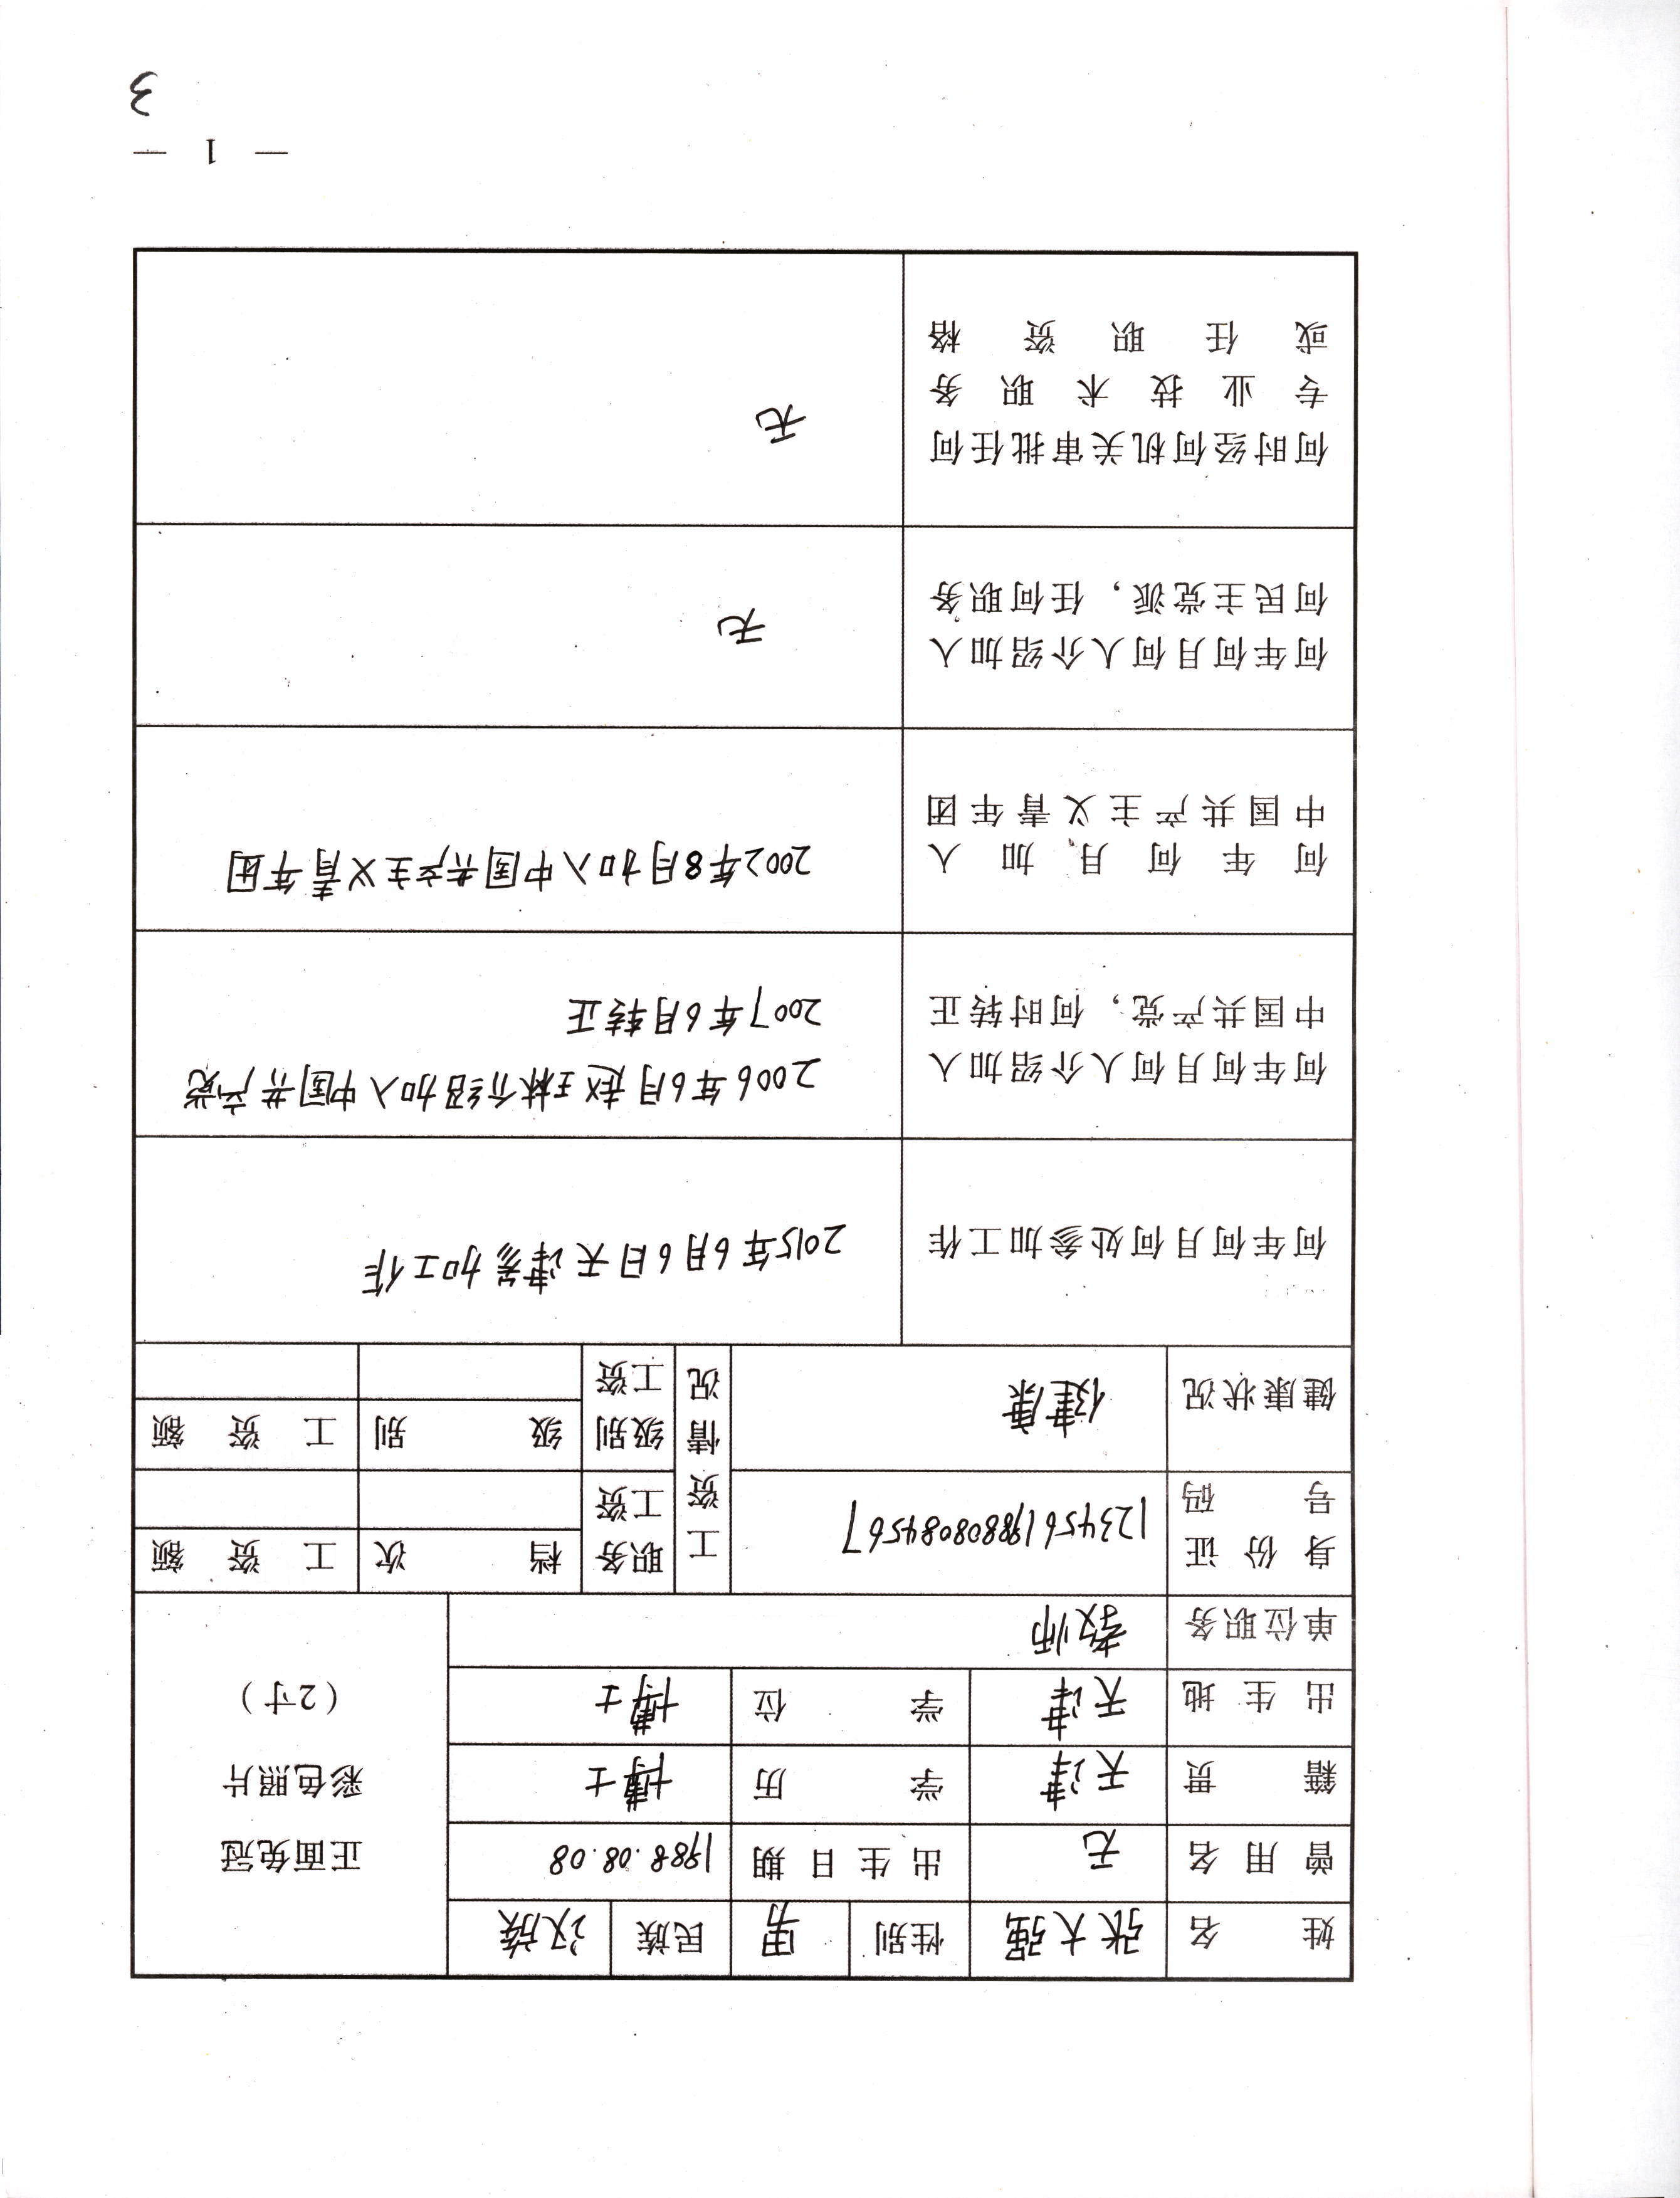 姓名 张大强 性别 男 民族 汉族
曾用名 无 出生日期 1988.08.08
籍贯 天津 学历 博士
出生地 天津 学位 博士
单位职务 教师
正面免冠
彩色照片
（2寸）
身份证
号码
123456198808084567
健康状况 健康
工资情况
职务
工资
档次 工资额
级别
工资
级别 工资额
何年何月何处参加工作
2015年6月6日天津参加工作
何年何月何人介绍加入
中国共产党，何时转正
2006年6月赵琳介绍加入中国共产党
2007年6月转正
何年何月加入
中国共产主义青年团
2002年8月加入中国共产主义青年团
何年何月何人介绍加入
何民主党派，任何职务
无
何时经何机关审批任何
专业技术职务
或任职资格
无
— 1 —
3